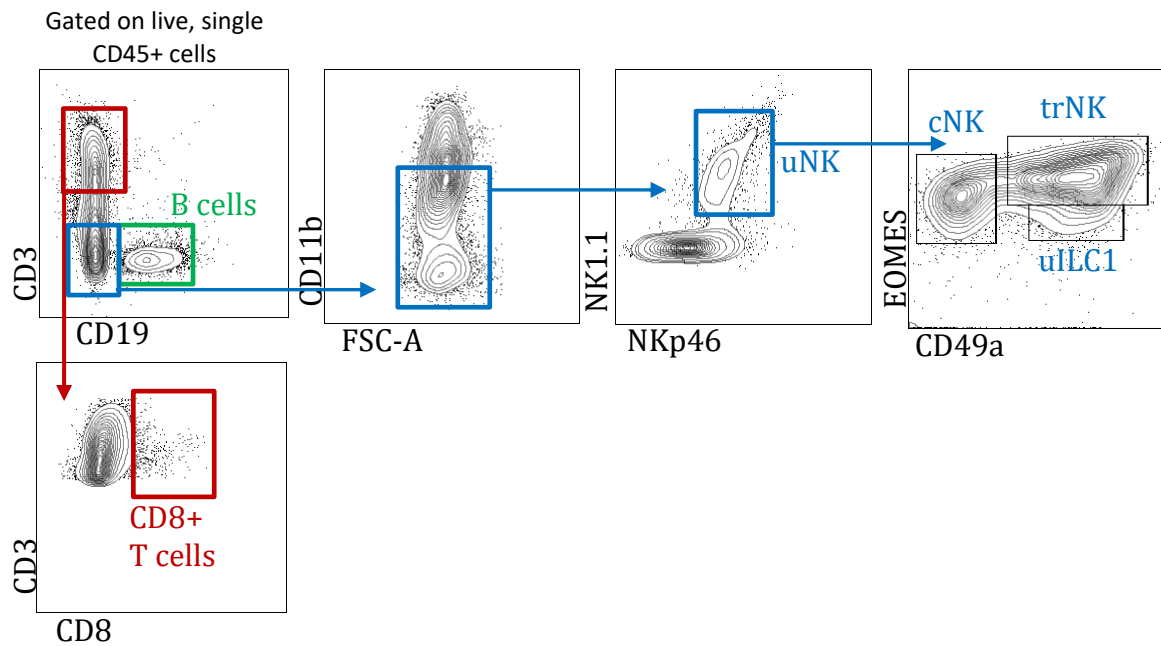 Gated on live, single
CD45+ cells
CD3
B cells
CD19
CD11b
FSC-A
NK1.1
uNK
NKp46
EOMES
cNK
trNK
uILC1
CD49a
CD3
CD8+
T cells
CD8